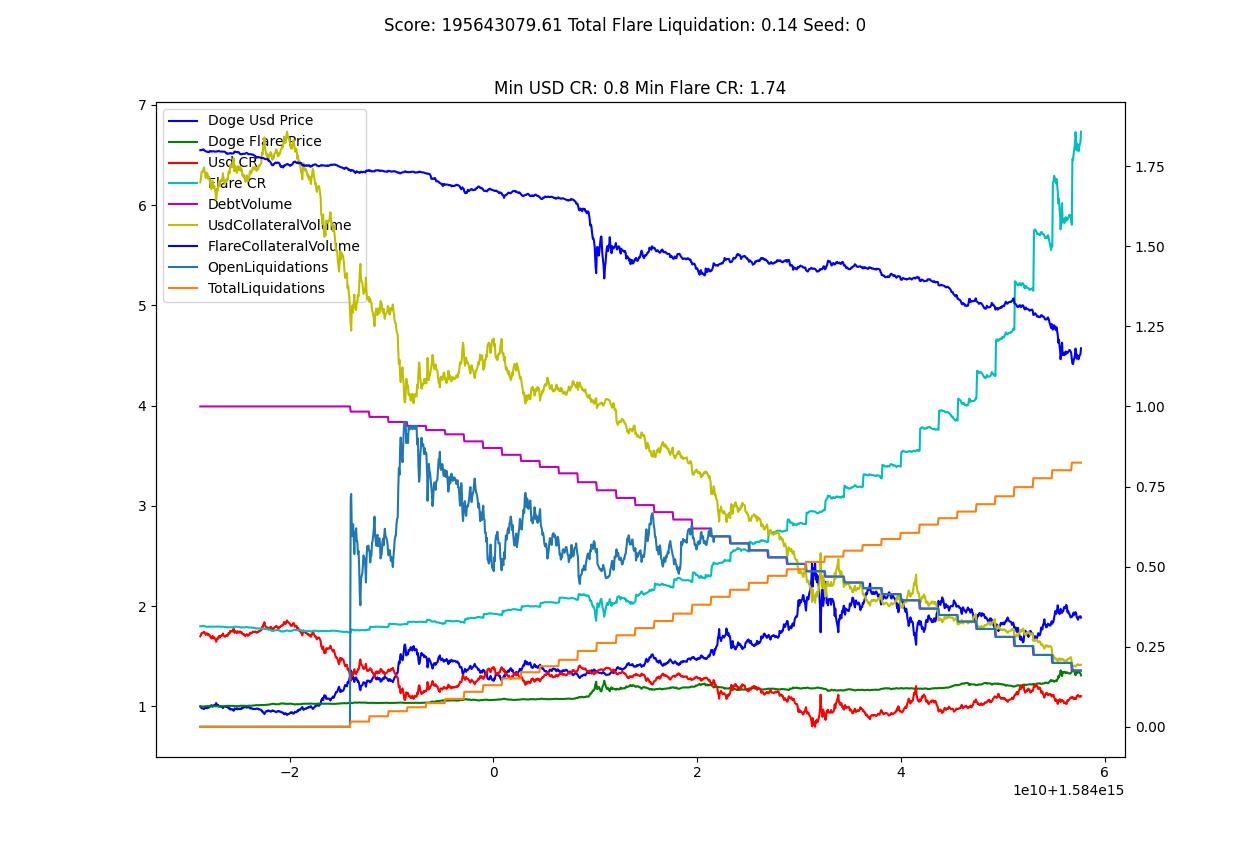 Score: 195643079.61 Total Flare Liquidation: 0.14 Seed: 0
Min USD CR: 0.8 Min Flare CR: 1.74
Doge Usd Price
Doge Flare Price
Usd CR
Flare CR
DebtVolume
UsdCollateralVolume
FlareCollateralVolume
OpenLiquidations
TotalLiquidations
7
6
5
4
3
2
1
1.75
1.50
1.25
1.00
0.75
0.50
0.25
0.00
−2
0
2
4
6
1e10+1.584e15